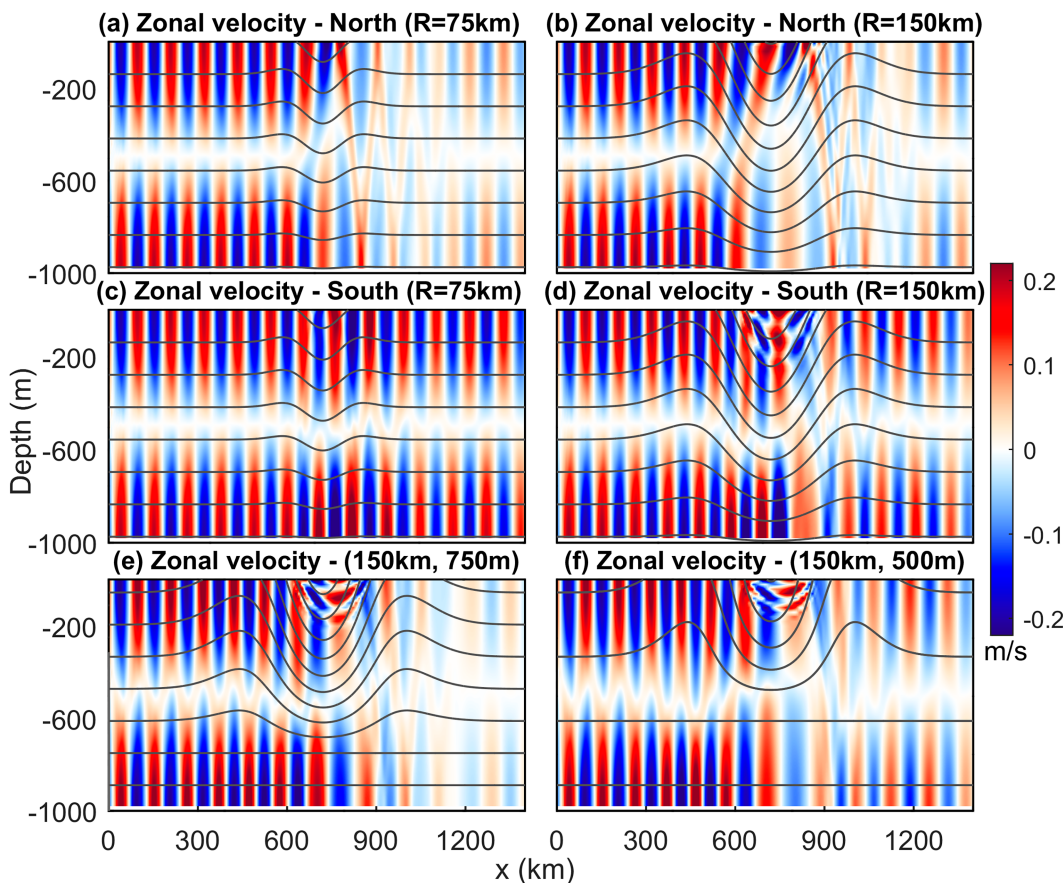 (a) Zonal velocity - North (R=75km)
(b) Zonal velocity - North (R=150km)
-200
-600
-1000
(c) Zonal velocity - South (R=75km)
(d) Zonal velocity - South (R=150km)
-200
-600
-1000
Depth (m)
0.2
0.1
0
-0.1
-0.2
m/s
(e) Zonal velocity - (150km, 750m)
(f) Zonal velocity - (150km, 500m)
-200
-600
-1000
0 300 600 900 1200
0 300 600 900 1200
x (km)